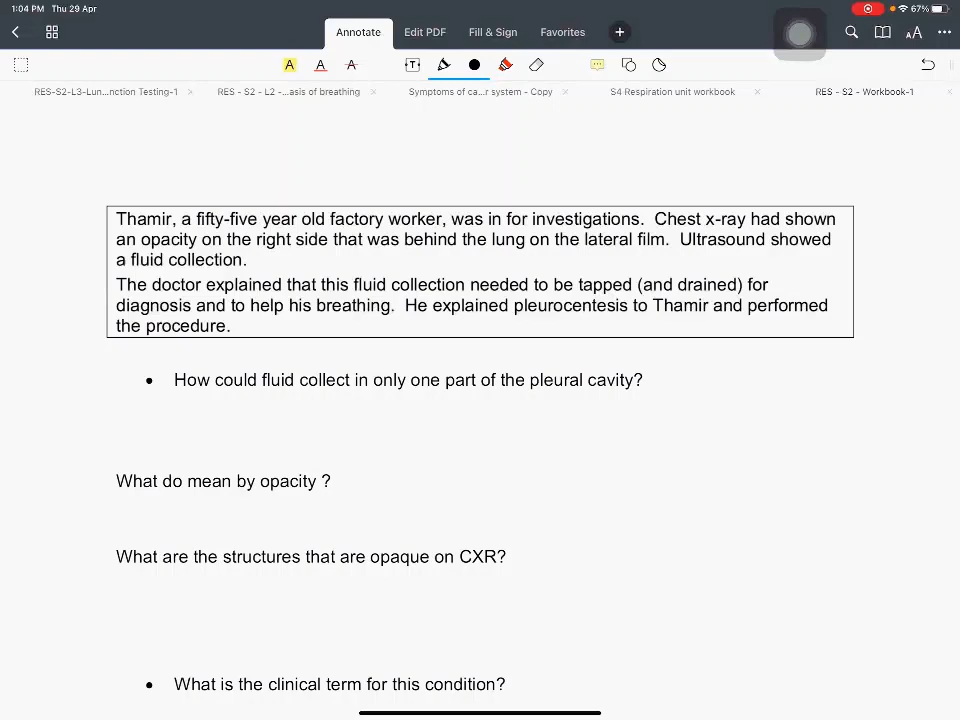 1:04 PM Thu 29 Apr
67%
Annotate Edit PDF Fill & Sign Favorites
AA
A A A T
RES-S2-L3-Lun...nction Testing-1 × RES - S2 - L2 -...asis of breathing × Symptoms of ca...r system - Copy × S4 Respiration unit workbook × RES - S2 - Workbook-1 ×
Thamir, a fifty-five year old factory worker, was in for investigations. Chest x-ray had shown
an opacity on the right side that was behind the lung on the lateral film. Ultrasound showed
a fluid collection.
The doctor explained that this fluid collection needed to be tapped (and drained) for
diagnosis and to help his breathing. He explained pleurocentesis to Thamir and performed
the procedure.
• How could fluid collect in only one part of the pleural cavity?
What do mean by opacity ?
What are the structures that are opaque on CXR?
• What is the clinical term for this condition?